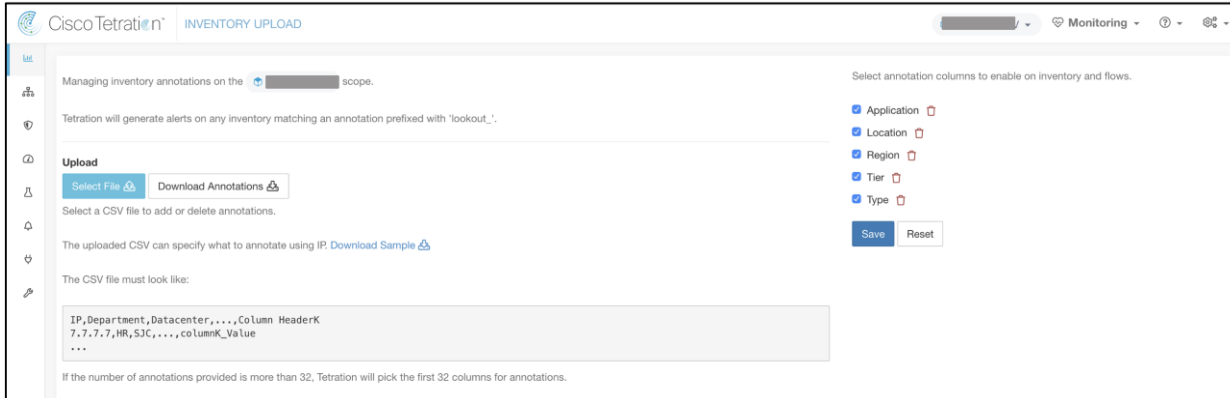 Cisco Tetration INVENTORY UPLOAD
Monitoring
Managing inventory annotations on the scope.
Tetration will generate alerts on any inventory matching an annotation prefixed with 'lookout_'.
Upload
Select File Download Annotations
Select a CSV file to add or delete annotations.
The uploaded CSV can specify what to annotate using IP. Download Sample
The CSV file must look like:
IP,Department,Datacenter,...,Column HeaderK
7.7.7.7,HR,SJC,...,columnK_Value
...
If the number of annotations provided is more than 32, Tetration will pick the first 32 columns for annotations.
Select annotation columns to enable on inventory and flows.
Application
Location
Region
Tier
Type
Save Reset